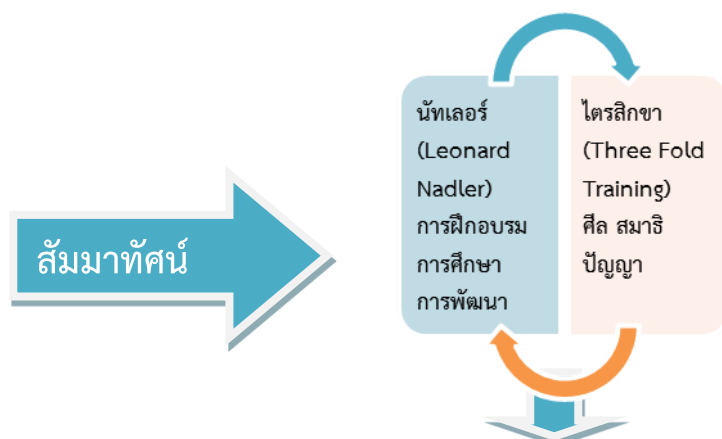 สัมมาทัศน์
นัทเลอร์
(Leonard
Nadler)
การฝึกอบรม
การศึกษา
การพัฒนา
ไตรสิกขา
(Three Fold
Training)
ศีล สมาธิ
ปัญญา